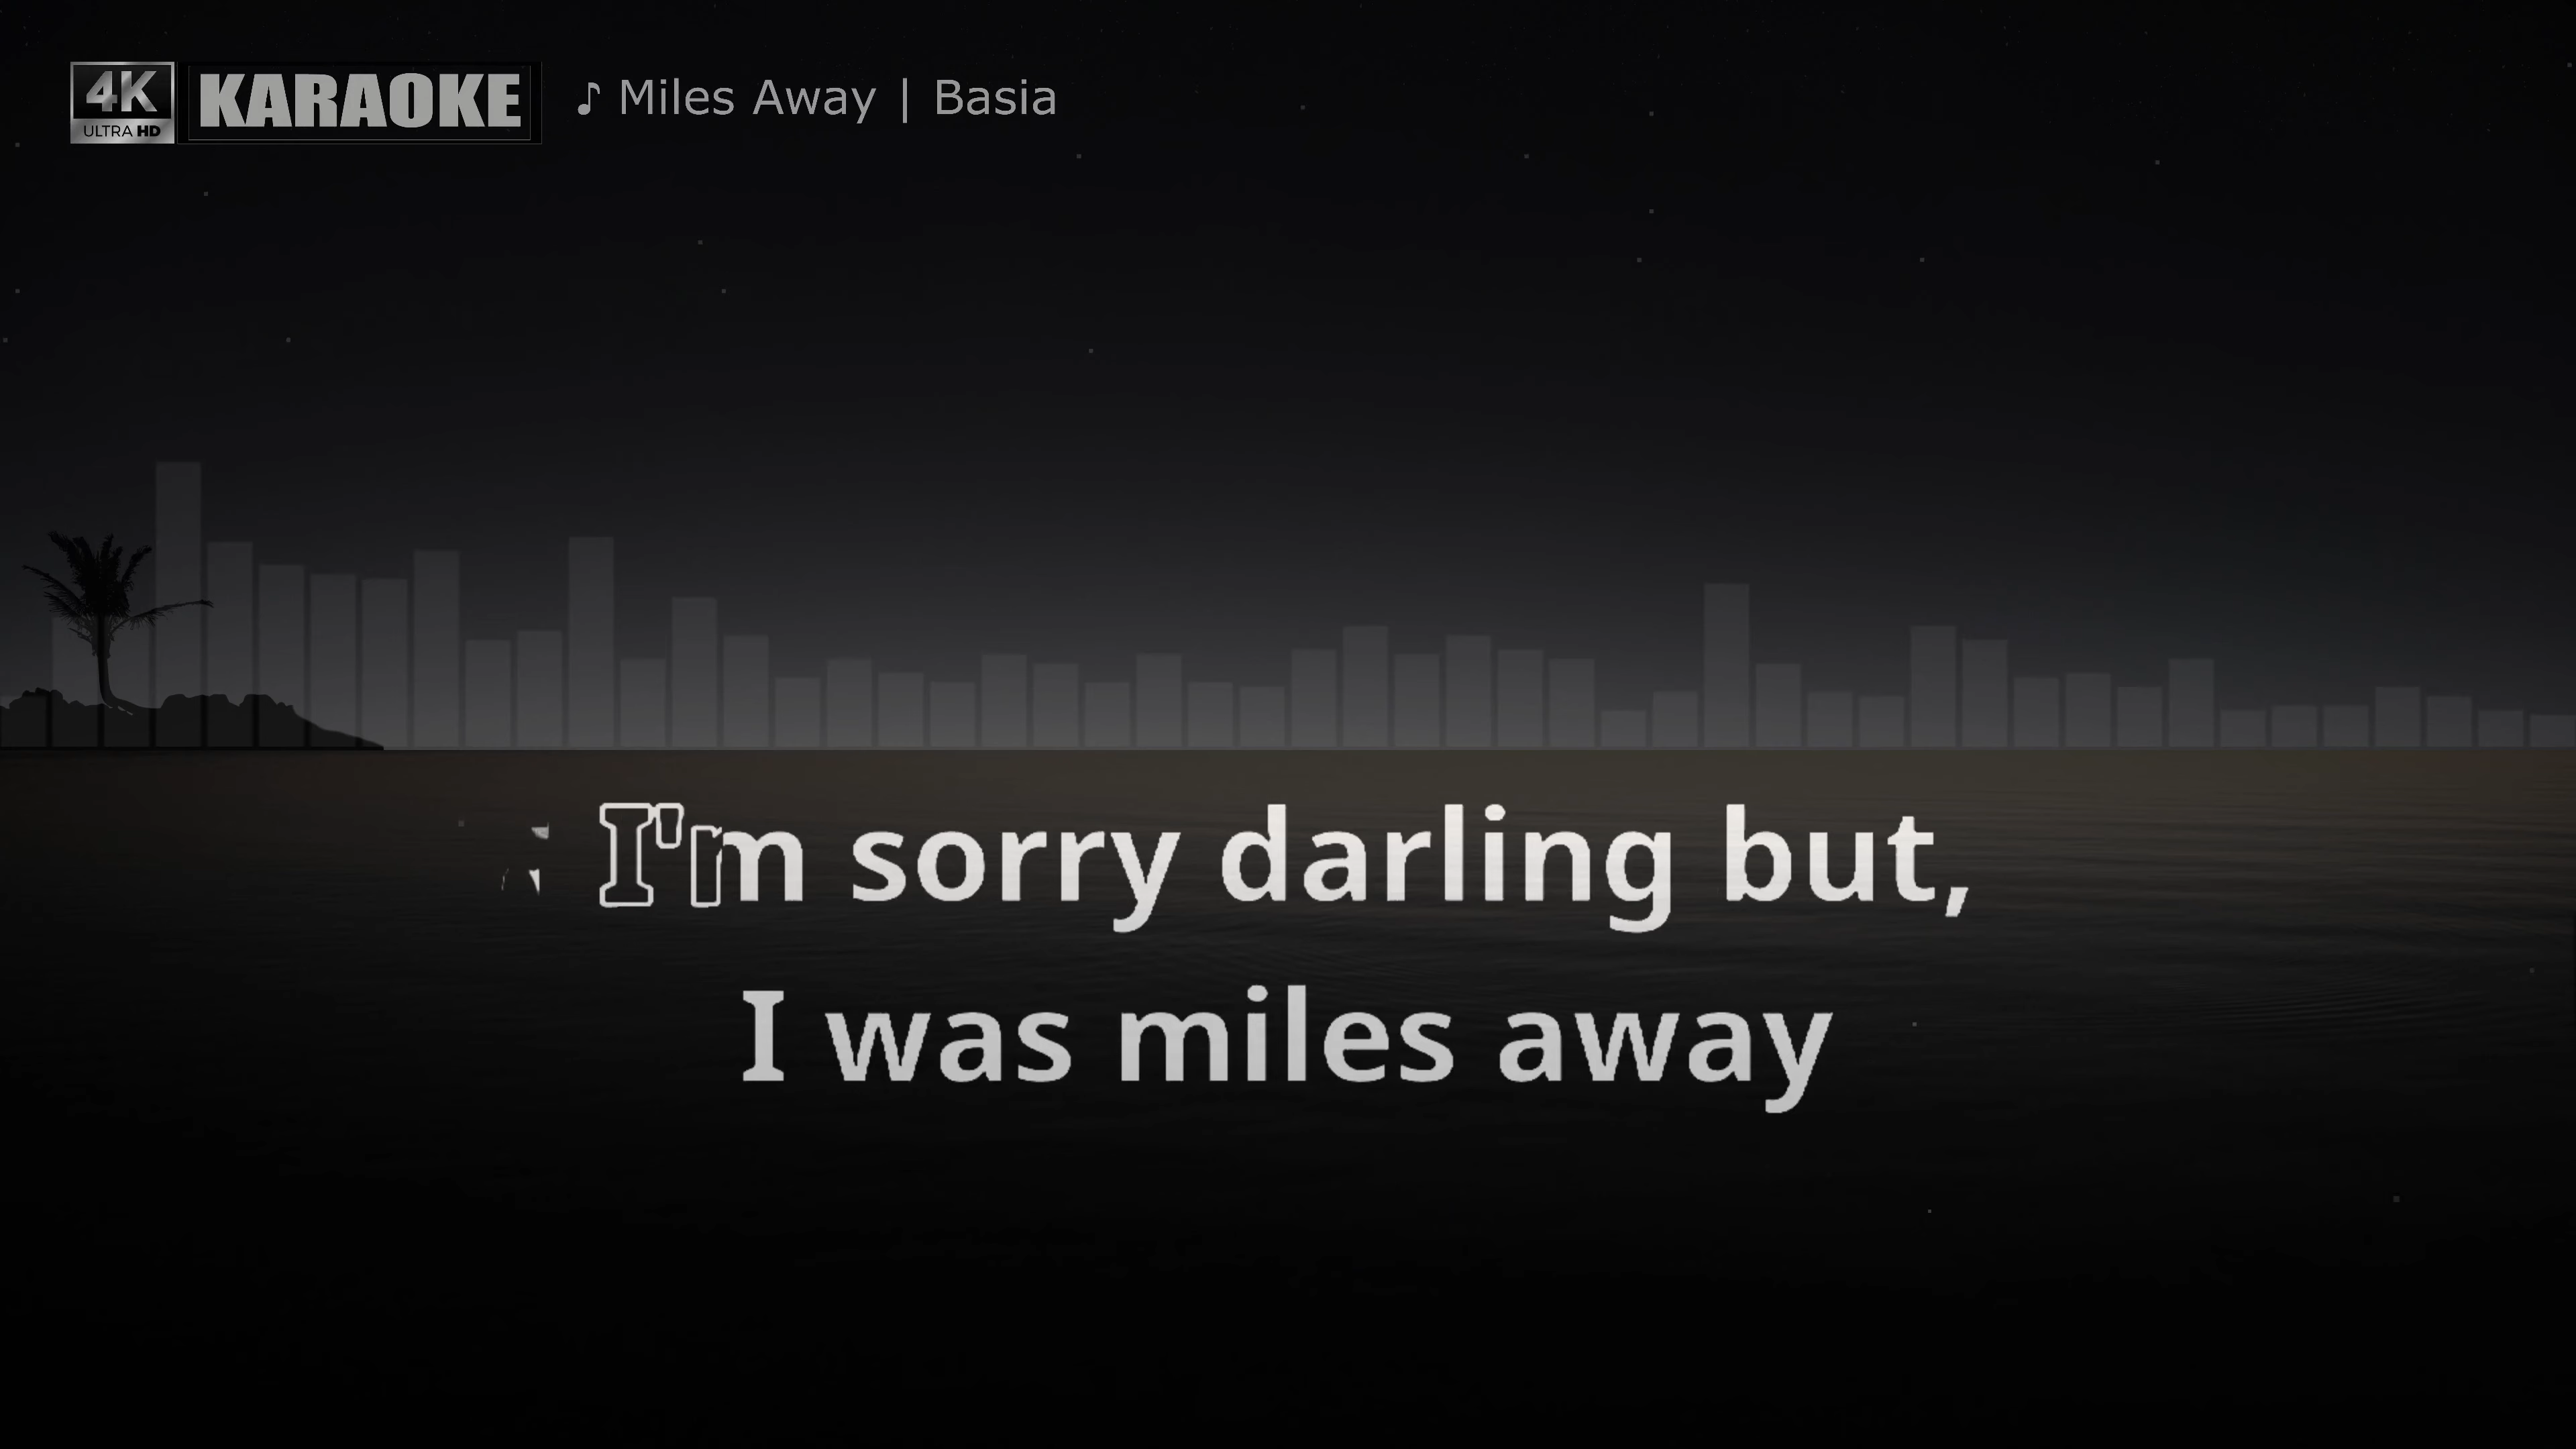 4K
ULTRA HD
KARAOKE
♪ Miles Away | Basia
I'm sorry darling but,
I was miles away